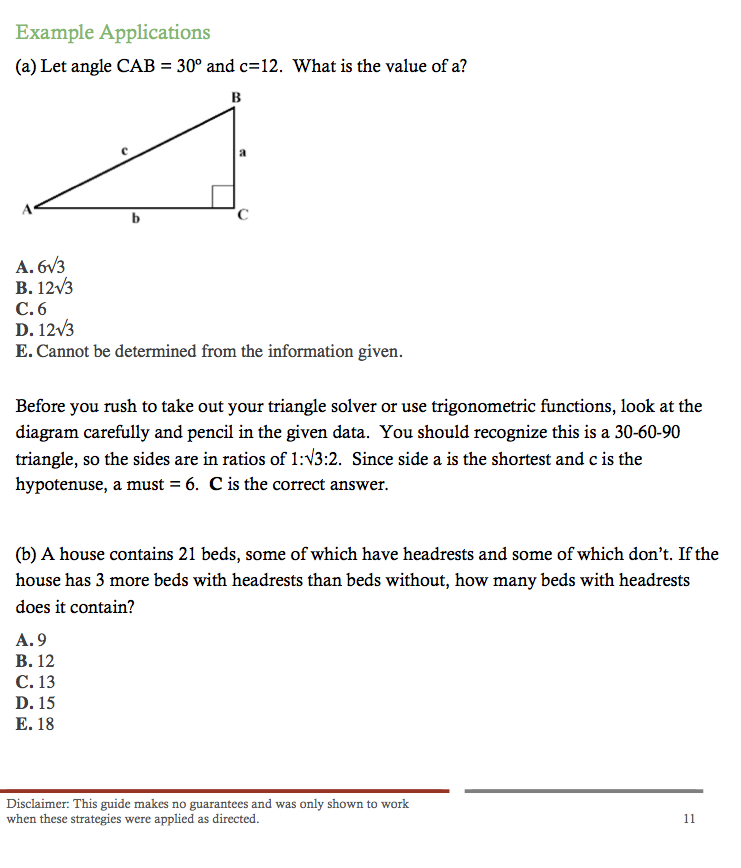 Example Applications
(a) Let angle CAB = 30º and c=12.  What is the value of a?
B
c
a
A
b
C
A. 6√3
B. 12√3
C. 6
D. 12√3
E. Cannot be determined from the information given.
Before you rush to take out your triangle solver or use trigonometric functions, look at the
diagram carefully and pencil in the given data.  You should recognize this is a 30-60-90
triangle, so the sides are in ratios of 1:√3:2.  Since side a is the shortest and c is the
hypotenuse, a must = 6.  C is the correct answer.
(b) A house contains 21 beds, some of which have headrests and some of which don’t. If the
house has 3 more beds with headrests than beds without, how many beds with headrests
does it contain?
A. 9
B. 12
C. 13
D. 15
E. 18
Disclaimer: This guide makes no guarantees and was only shown to work
when these strategies were applied as directed.
11